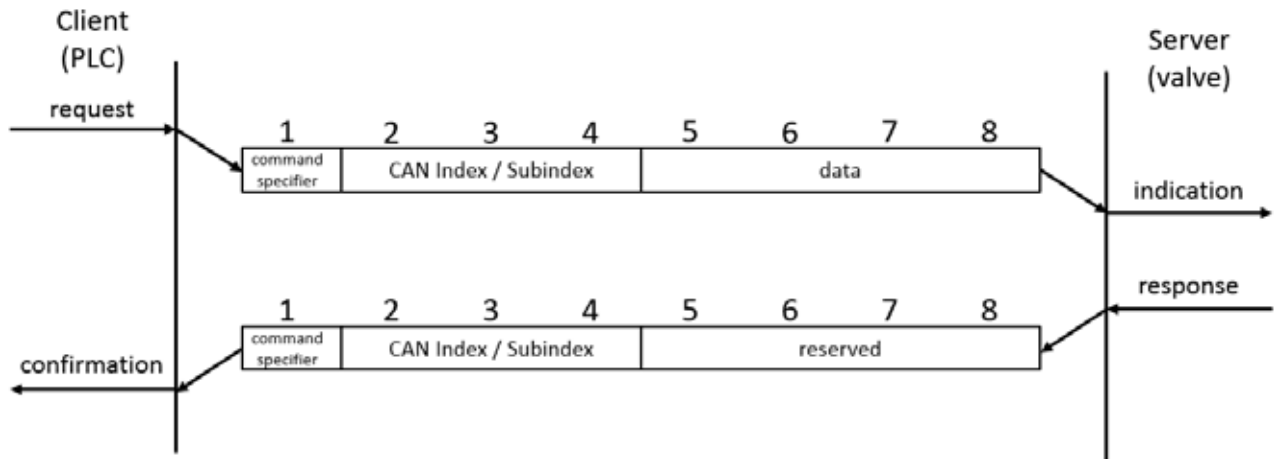 Client
(PLC)
Server
(valve)
request
1 2 3 4 5 6 7 8
command
specifier
CAN Index / Subindex
data
indication
response
1 2 3 4 5 6 7 8
command
specifier
CAN Index / Subindex
reserved
confirmation